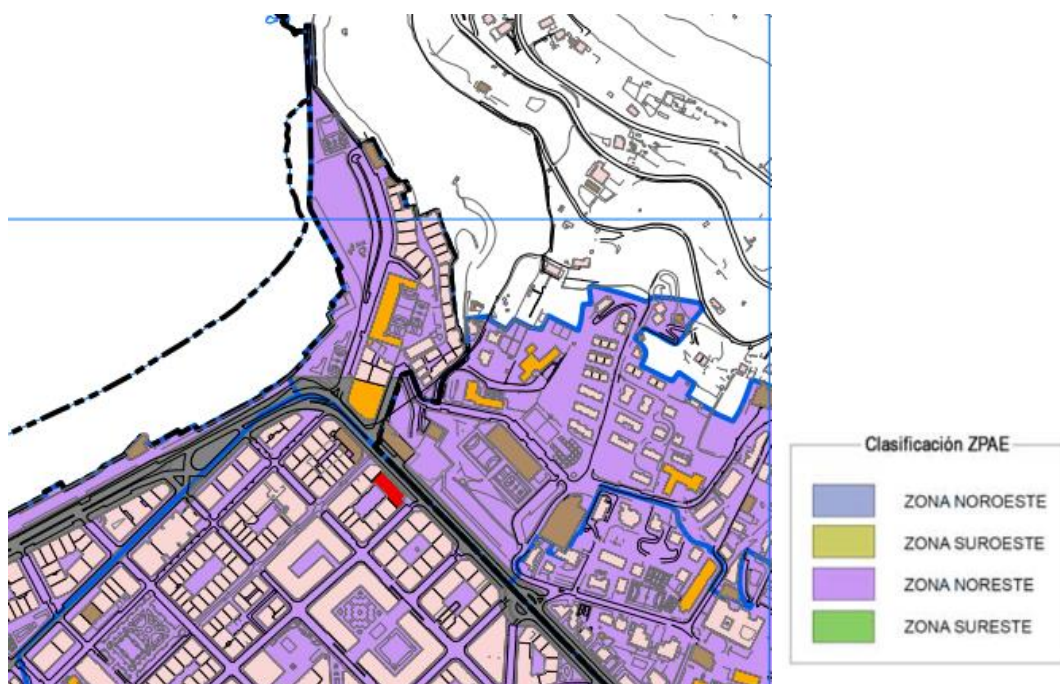 Clasificación ZPAE
ZONA NOROESTE
ZONA SUROESTE
ZONA NORESTE
ZONA SURESTE